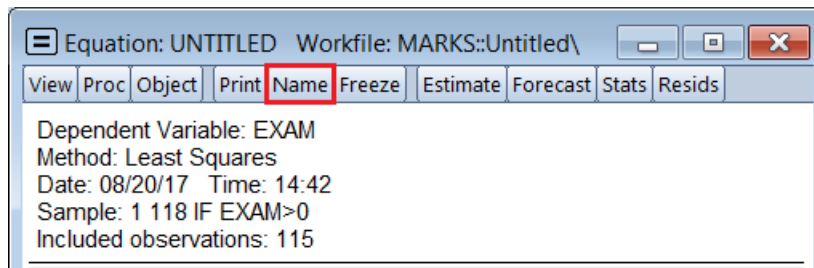 Equation: UNTITLED Workfile: MARKS::Untitled\
View Proc Object Print Name Freeze Estimate Forecast Stats Resids
Dependent Variable: EXAM
Method: Least Squares
Date: 08/20/17 Time: 14:42
Sample: 1 118 IF EXAM>0
Included observations: 115